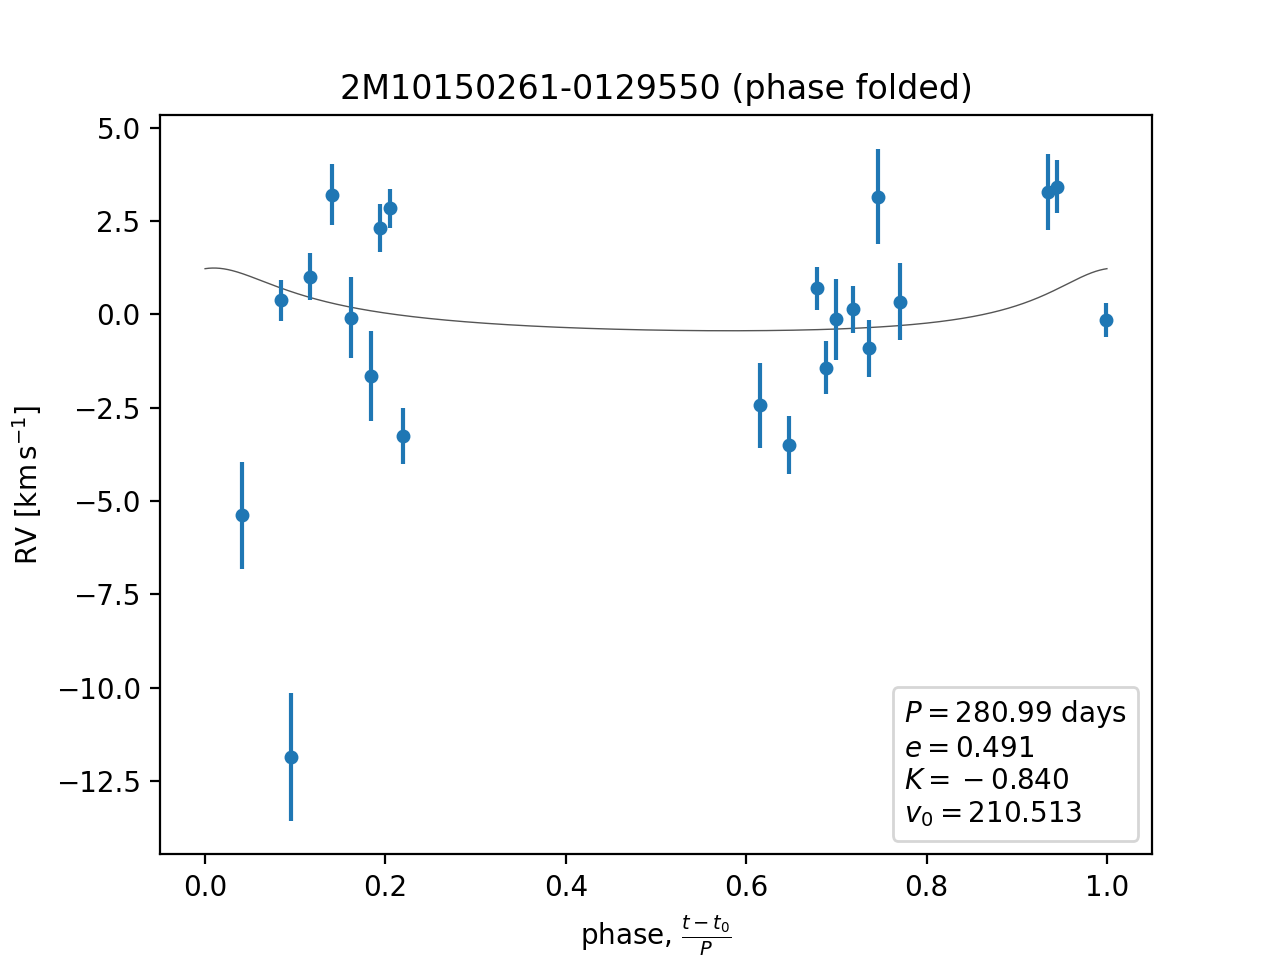 2M10150261-0129550 (phase folded)
RV [km s⁻¹]
5.0
2.5
0.0
−2.5
−5.0
−7.5
−10.0
−12.5
P = 280.99 days
e = 0.491
K = −0.840
v₀ = 210.513
0.0 0.2 0.4 0.6 0.8 1.0
phase, (t − t₀)/P